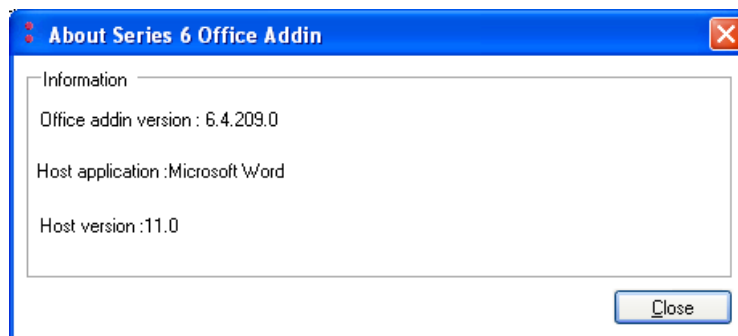 About Series 6 Office Addin
Information
Office addin version : 6.4.209.0
Host application :Microsoft Word
Host version :11.0
Close